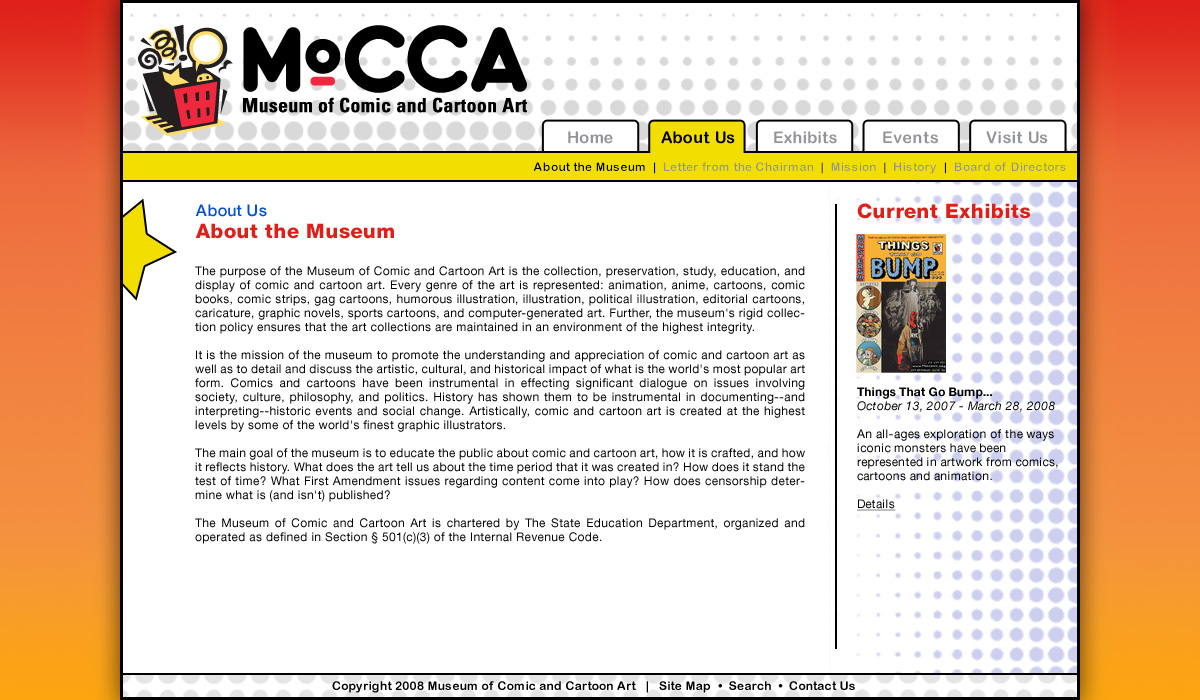 MoCCA
Museum of Comic and Cartoon Art
Home
About Us
Exhibits
Events
Visit Us
About the Museum | Letter from the Chairman | Mission | History | Board of Directors
About Us
About the Museum
The purpose of the Museum of Comic and Cartoon Art is the collection, preservation, study, education, and
display of comic and cartoon art. Every genre of the art is represented: animation, anime, cartoons, comic
books, comic strips, gag cartoons, humorous illustration, illustration, political illustration, editorial cartoons,
caricature, graphic novels, sports cartoons, and computer-generated art. Further, the museum's rigid collec-
tion policy ensures that the art collections are maintained in an environment of the highest integrity.
It is the mission of the museum to promote the understanding and appreciation of comic and cartoon art as
well as to detail and discuss the artistic, cultural, and historical impact of what is the world's most popular art
form. Comics and cartoons have been instrumental in effecting significant dialogue on issues involving
society, culture, philosophy, and politics. History has shown them to be instrumental in documenting--and
interpreting--historic events and social change. Artistically, comic and cartoon art is created at the highest
levels by some of the world's finest graphic illustrators.
The main goal of the museum is to educate the public about comic and cartoon art, how it is crafted, and how
it reflects history. What does the art tell us about the time period that it was created in? How does it stand the
test of time? What First Amendment issues regarding content come into play? How does censorship deter-
mine what is (and isn't) published?
The Museum of Comic and Cartoon Art is chartered by The State Education Department, organized and
operated as defined in Section § 501(c)(3) of the Internal Revenue Code.
Current Exhibits
THINGS
THAT GO
BUMP
Things That Go Bump...
October 13, 2007 - March 28, 2008
An all-ages exploration of the ways
iconic monsters have been
represented in artwork from comics,
cartoons and animation.
Details
Copyright 2008 Museum of Comic and Cartoon Art | Site Map • Search • Contact Us